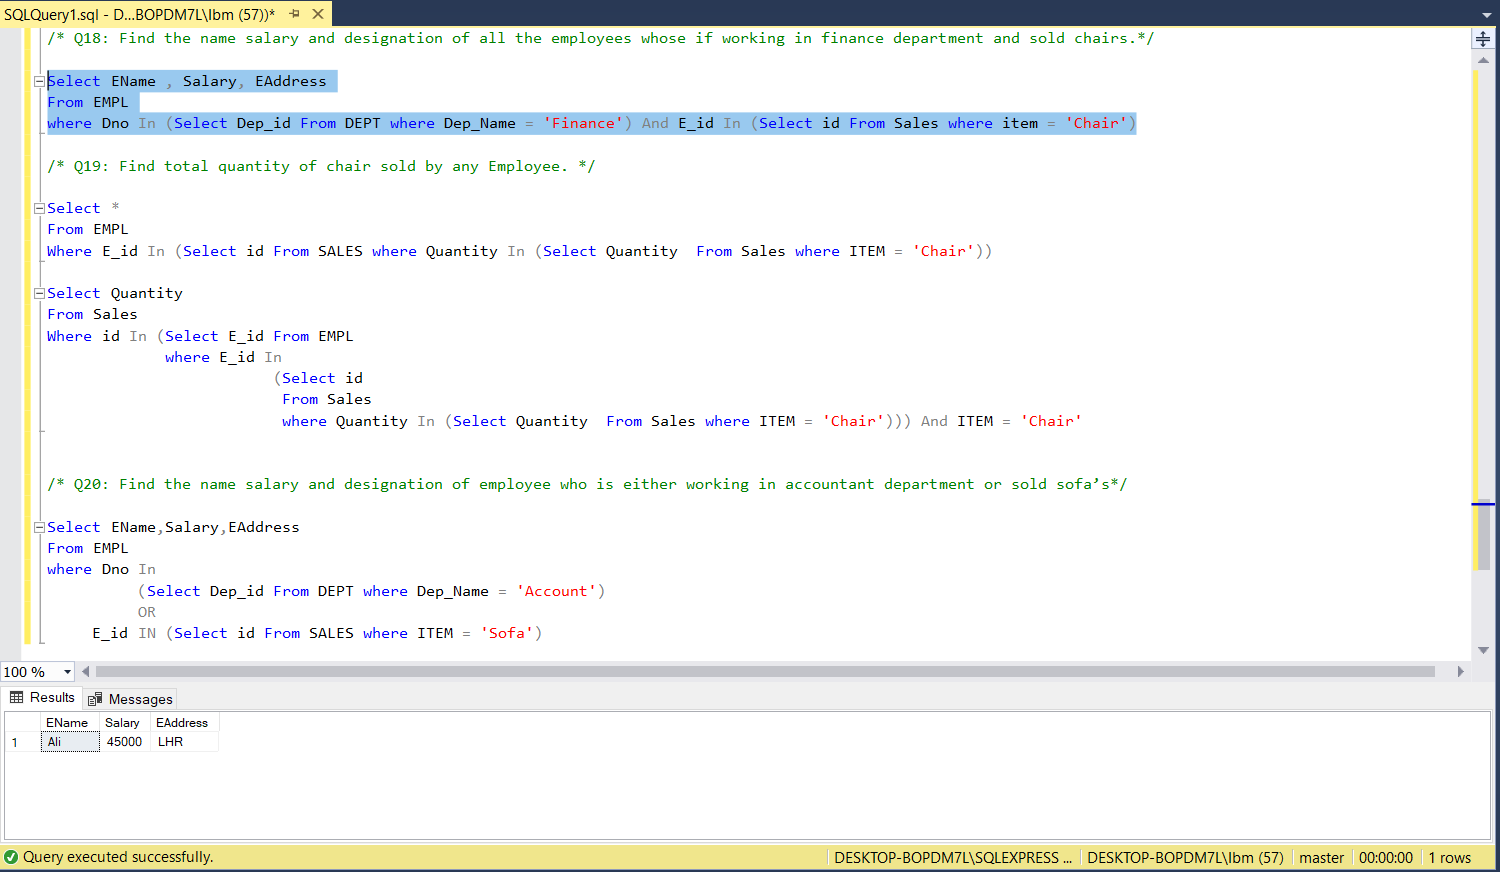 SQLQuery1.sql - D...BOPDM7L\Ibm (57))*
/* Q18: Find the name salary and designation of all the employees whose if working in finance department and sold chairs.*/
Select EName , Salary, EAddress
From EMPL
where Dno In (Select Dep_id From DEPT where Dep_Name = 'Finance') And E_id In (Select id From Sales where item = 'Chair')
/* Q19: Find total quantity of chair sold by any Employee. */
Select *
From EMPL
Where E_id In (Select id From SALES where Quantity In (Select Quantity  From Sales where ITEM = 'Chair'))
Select Quantity
From Sales
Where id In (Select E_id From EMPL
where E_id In
(Select id
From Sales
where Quantity In (Select Quantity  From Sales where ITEM = 'Chair'))) And ITEM = 'Chair'
/* Q20: Find the name salary and designation of employee who is either working in accountant department or sold sofa’s*/
Select EName,Salary,EAddress
From EMPL
where Dno In
(Select Dep_id From DEPT where Dep_Name = 'Account')
OR
E_id IN (Select id From SALES where ITEM = 'Sofa')
100 %
Results Messages
EName Salary EAddress
1 Ali 45000 LHR
Query executed successfully. DESKTOP-BOPDM7L\SQLEXPRESS ... DESKTOP-BOPDM7L\Ibm (57) master 00:00:00 1 rows